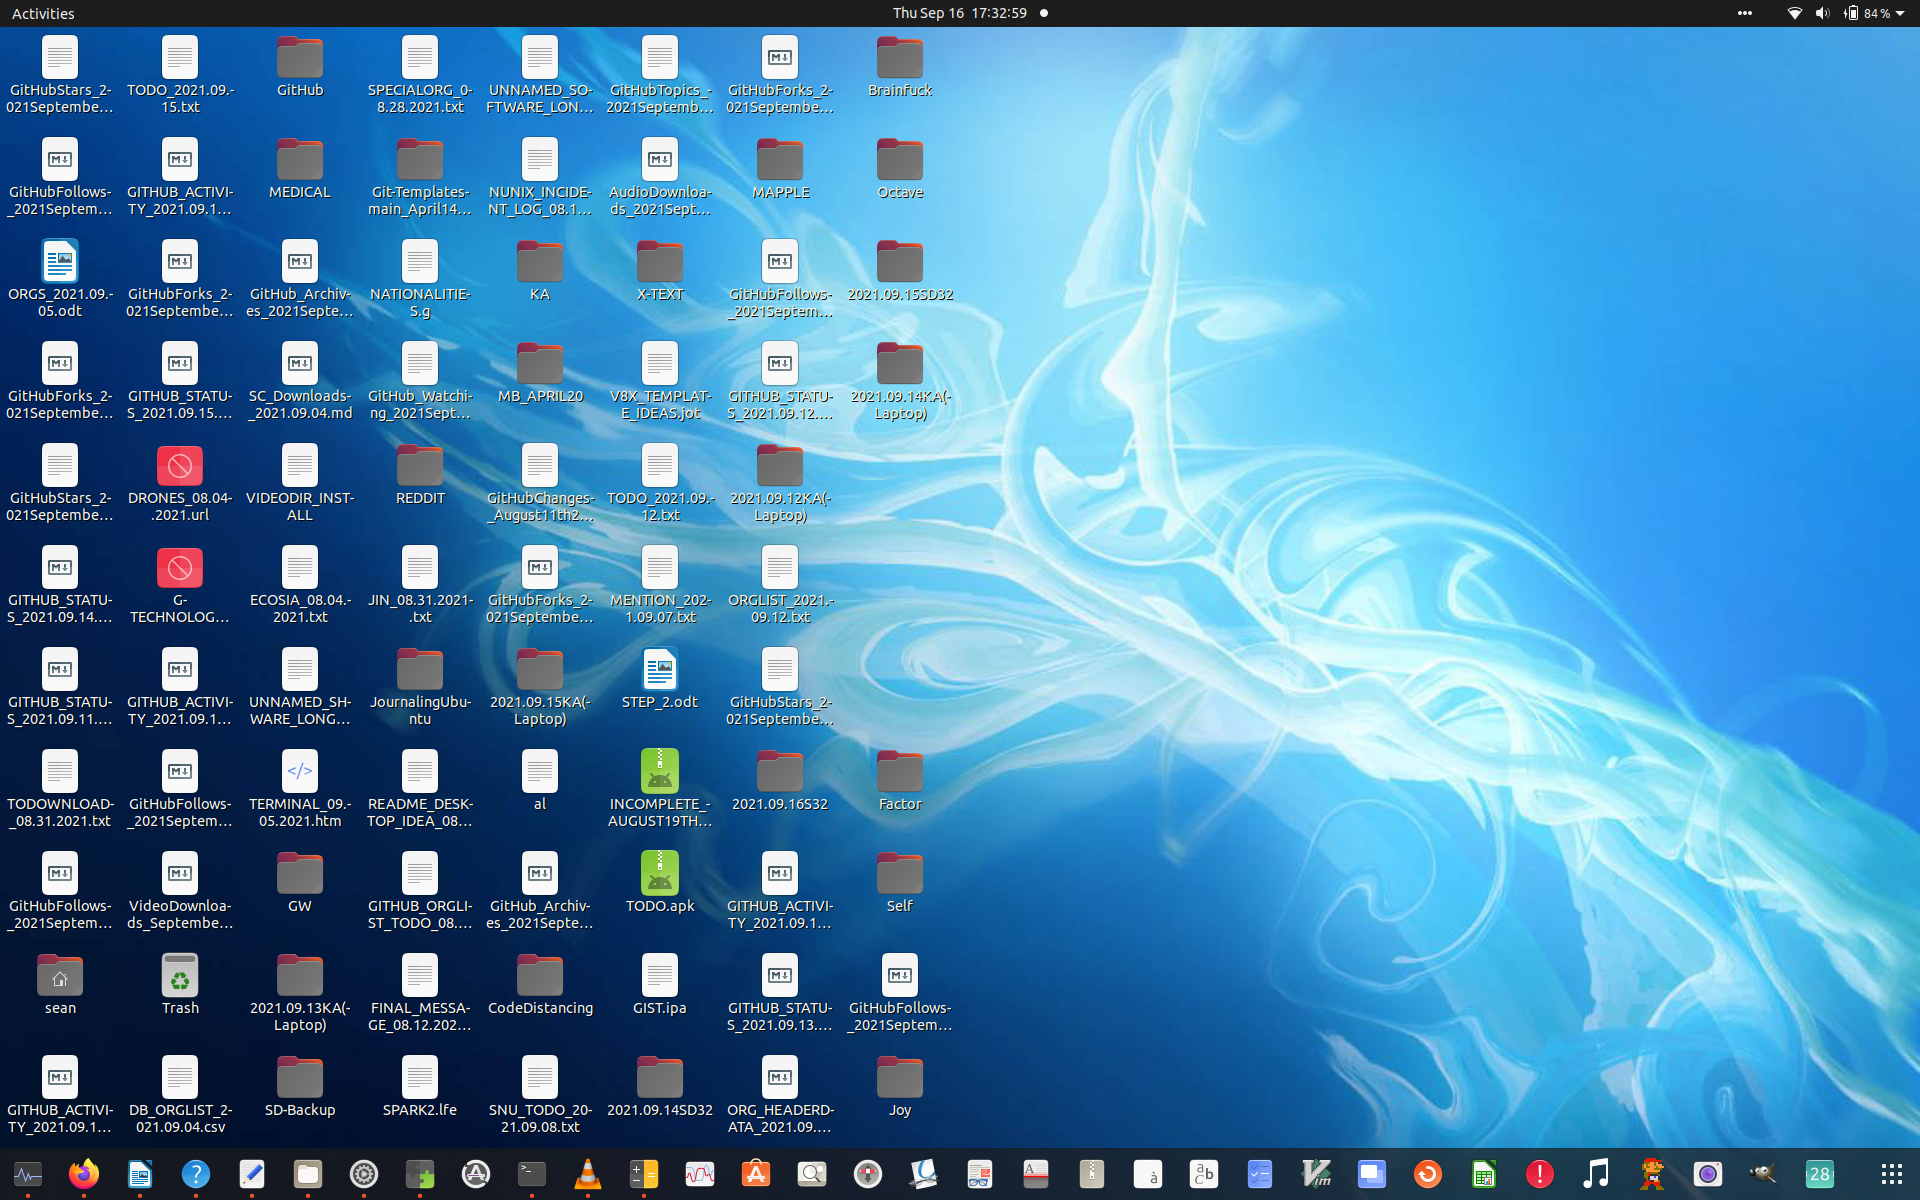 Activities
Thu Sep 16 17:32:59
84 %
GitHubStars_2-
021Septembe...
TODO_2021.09.-
15.txt
GitHub
SPECIALORG_0-
8.28.2021.txt
UNNAMED_SO-
FTWARE_LON...
GitHubTopics_-
2021Septemb...
GitHubForks_2-
021Septembe...
Brainfuck
GitHubFollows-
_2021Septem...
GITHUB_ACTIVI-
TY_2021.09.1...
MEDICAL
Git-Templates-
main_April14...
NUNIX_INCIDE-
NT_LOG_08.1...
AudioDownloa-
ds_2021Sept...
MAPPLE
Octave
ORGS_2021.09.-
05.odt
GitHubForks_2-
021Septembe...
GitHub_Archiv-
es_2021Septe...
NATIONALITIE-
S.g
KA
X-TEXT
GitHubFollows-
_2021Septem...
2021.09.15SD32
GitHubForks_2-
021Septembe...
GITHUB_STATU-
S_2021.09.15....
SC_Downloads-
_2021.09.04.md
GitHub_Watchi-
ng_2021Sept...
MB_APRIL20
V8X_TEMPLAT-
E_IDEAS.jot
GITHUB_STATU-
S_2021.09.12....
2021.09.14KA(-
Laptop)
GitHubStars_2-
021Septembe...
DRONES_08.04-
.2021.url
VIDEODIR_INST-
ALL
REDDIT
GitHubChanges-
_August11th2...
TODO_2021.09.-
12.txt
2021.09.12KA(-
Laptop)
GITHUB_STATU-
S_2021.09.14....
G-
TECHNOLOG...
ECOSIA_08.04.-
2021.txt
JIN_08.31.2021-
.txt
GitHubForks_2-
021Septembe...
MENTION_202-
1.09.07.txt
ORGLIST_2021.-
09.12.txt
GITHUB_STATU-
S_2021.09.11....
GITHUB_ACTIVI-
TY_2021.09.1...
UNNAMED_SH-
WARE_LONG...
JournalingUbu-
ntu
2021.09.15KA(-
Laptop)
STEP_2.odt
GitHubStars_2-
021Septembe...
TODOWNLOAD-
_08.31.2021.txt
GitHubFollows-
_2021Septem...
TERMINAL_09.-
05.2021.htm
README_DESK-
TOP_IDEA_08...
al
INCOMPLETE_-
AUGUST19TH...
2021.09.16S32
Factor
GitHubFollows-
_2021Septem...
VideoDownloa-
ds_Septembe...
GW
GITHUB_ORGLI-
ST_TODO_08....
GitHub_Archiv-
es_2021Septe...
TODO.apk
GITHUB_ACTIVI-
TY_2021.09.1...
Self
sean
Trash
2021.09.13KA(-
Laptop)
FINAL_MESSA-
GE_08.12.202...
CodeDistancing
GIST.ipa
GITHUB_STATU-
S_2021.09.13....
GitHubFollows-
_2021Septem...
GITHUB_ACTIVI-
TY_2021.09.1...
DB_ORGLIST_2-
021.09.04.csv
SD-Backup
SPARK2.lfe
SNU_TODO_20-
21.09.08.txt
2021.09.14SD32
ORG_HEADERD-
ATA_2021.09....
Joy
28